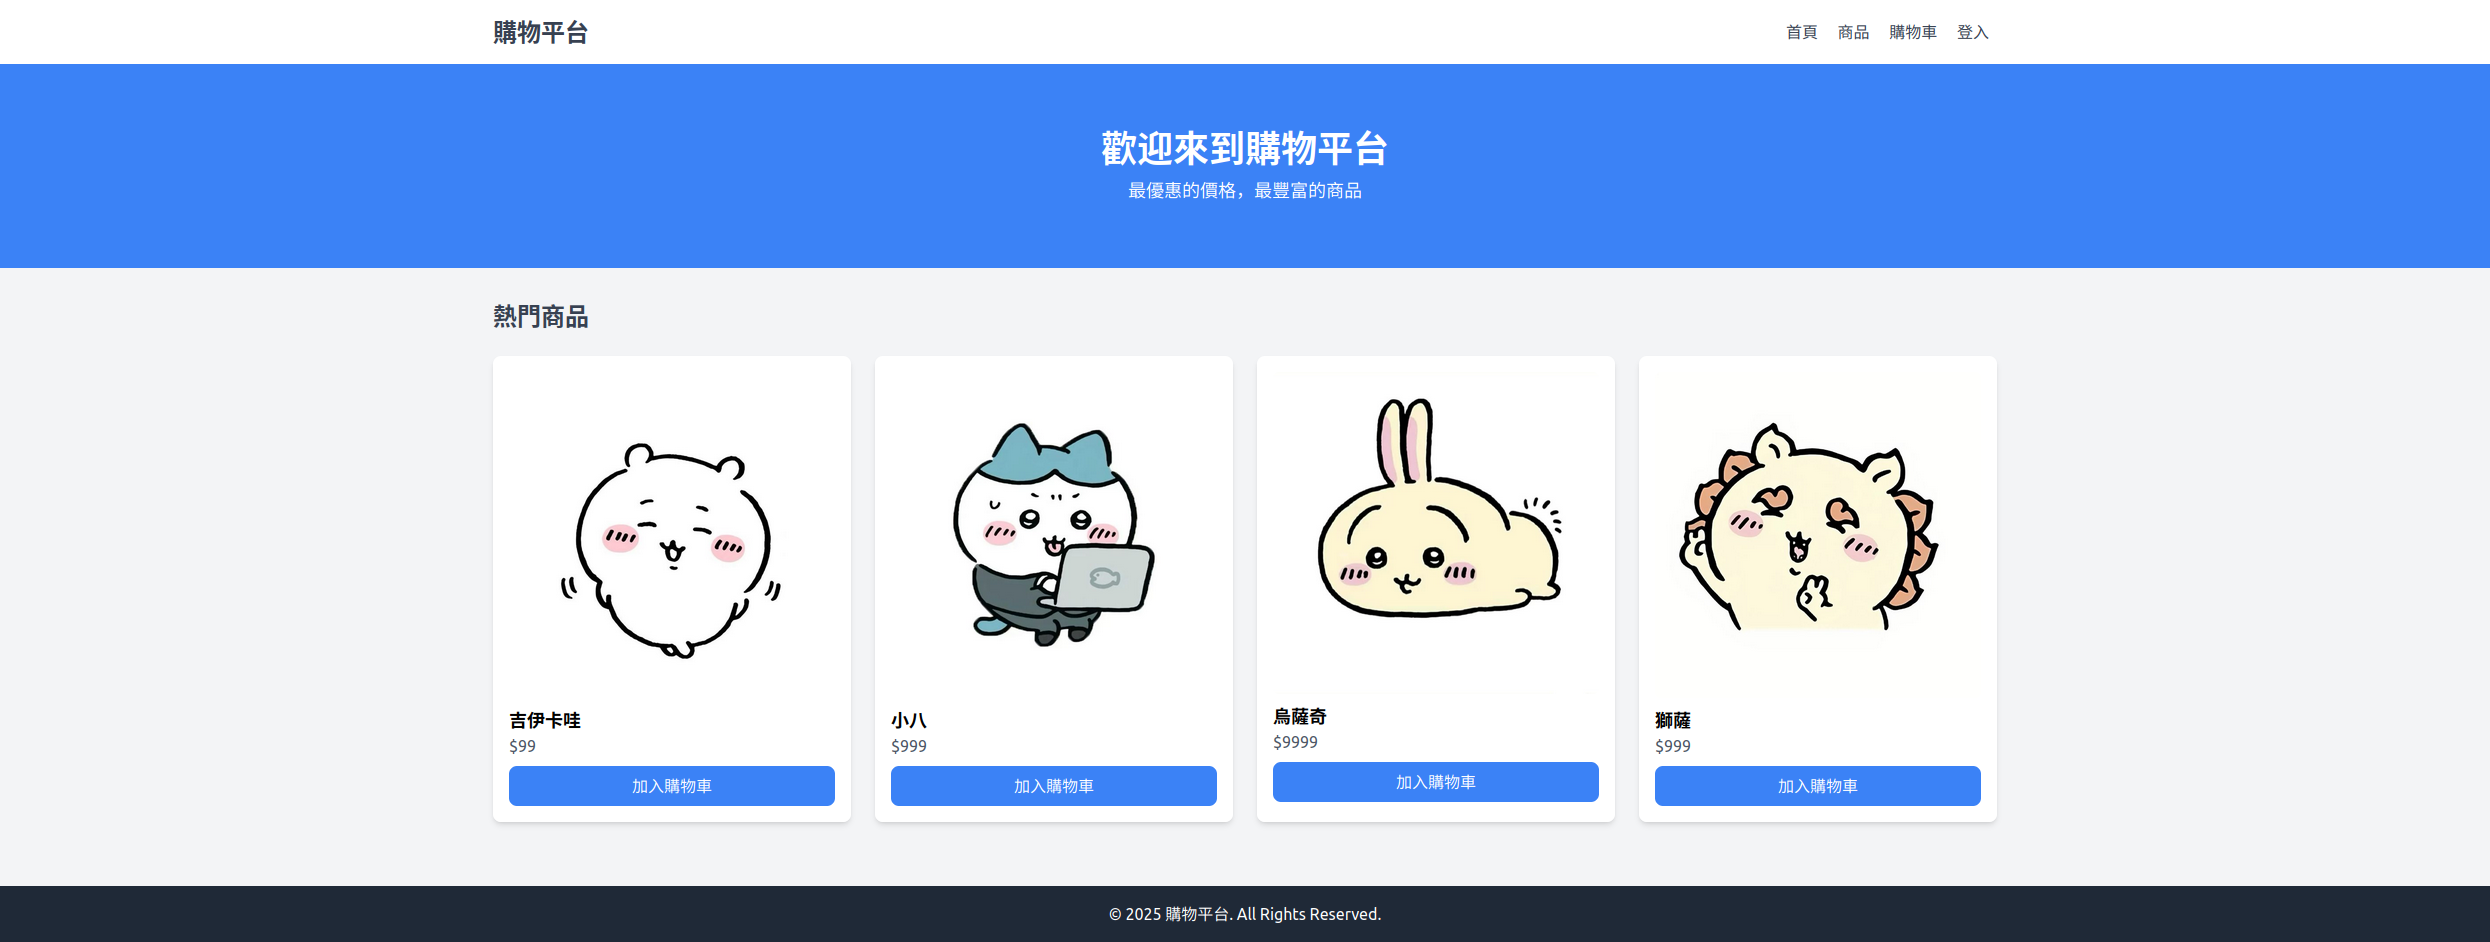 購物平台
首頁 商品 購物車 登入
歡迎來到購物平台
最優惠的價格，最豐富的商品
熱門商品
吉伊卡哇
$99
加入購物車
小八
$999
加入購物車
烏薩奇
$9999
加入購物車
獅薩
$999
加入購物車
© 2025 購物平台. All Rights Reserved.